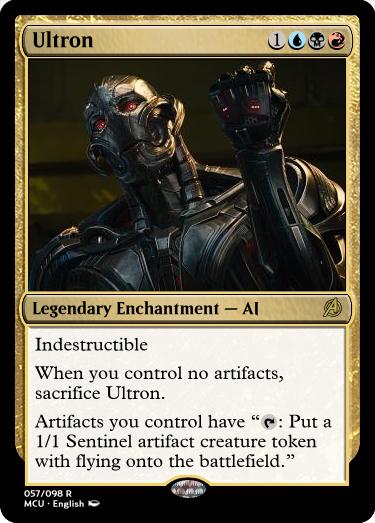 Ultron 1
Legendary Enchantment — AI
Indestructible
When you control no artifacts,
sacrifice Ultron.
Artifacts you control have “: Put a
1/1 Sentinel artifact creature token
with flying onto the battlefield.”
057/098 R
MCU • English